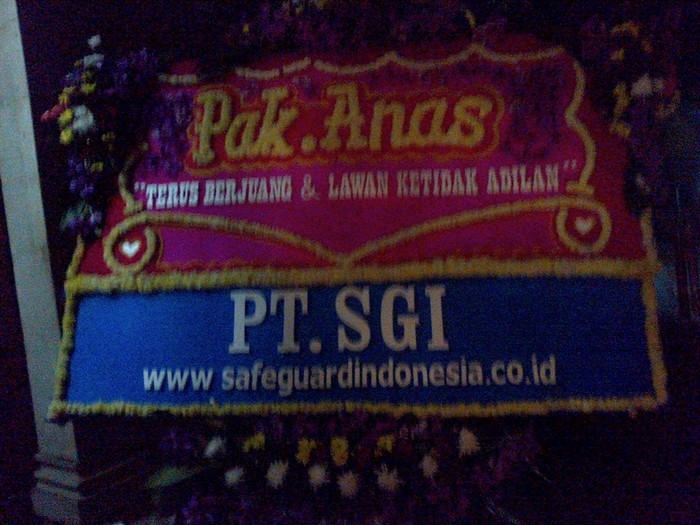 Pak. Anas
"TERUS BERJUANG & LAWAN KETIDAK ADILAN"
PT. SGI
www safeguardindonesia.co.id